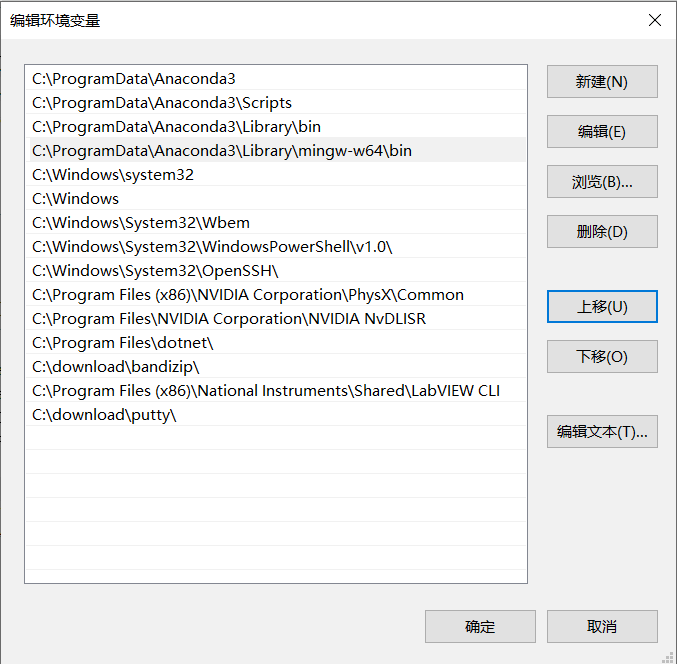 编辑环境变量
C:\ProgramData\Anaconda3
C:\ProgramData\Anaconda3\Scripts
C:\ProgramData\Anaconda3\Library\bin
C:\ProgramData\Anaconda3\Library\mingw-w64\bin
C:\Windows\system32
C:\Windows
C:\Windows\System32\Wbem
C:\Windows\System32\WindowsPowerShell\v1.0\
C:\Windows\System32\OpenSSH\
C:\Program Files (x86)\NVIDIA Corporation\PhysX\Common
C:\Program Files\NVIDIA Corporation\NVIDIA NvDLISR
C:\Program Files\dotnet\
C:\download\bandizip\
C:\Program Files (x86)\National Instruments\Shared\LabVIEW CLI
C:\download\putty\
新建(N)
编辑(E)
浏览(B)...
删除(D)
上移(U)
下移(O)
编辑文本(T)...
确定
取消